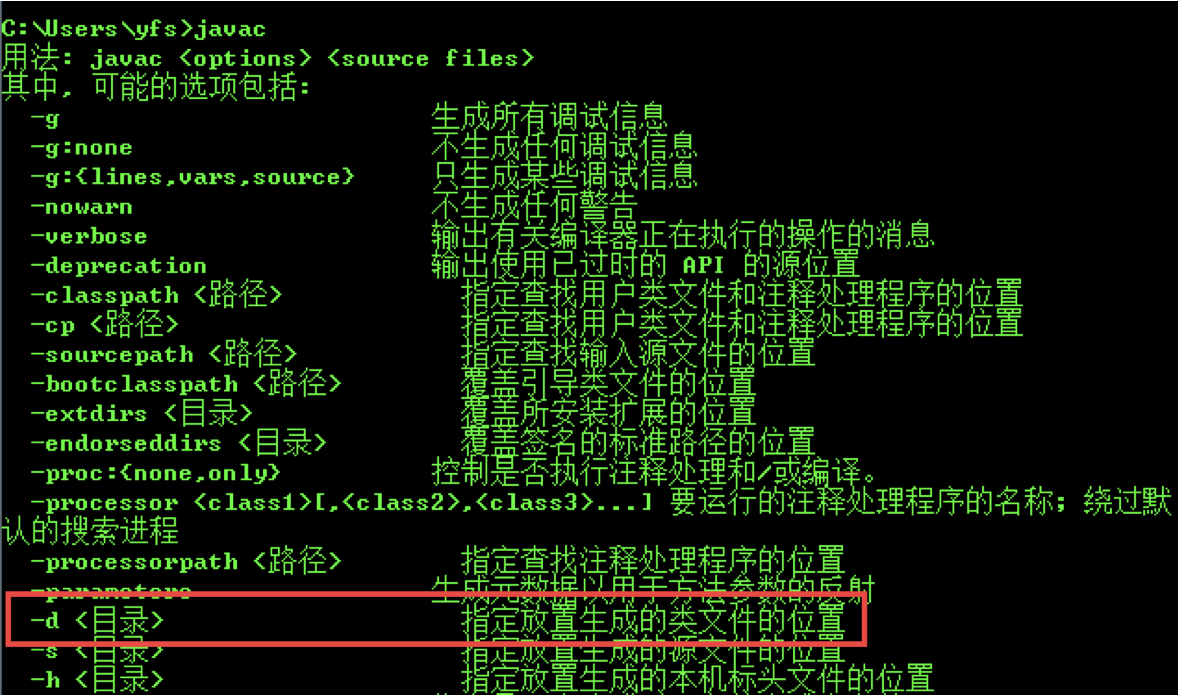 C:\Users\yfs>javac
用法: javac <options> <source files>
其中, 可能的选项包括:
-g 生成所有调试信息
-g:none 不生成任何调试信息
-g:{lines,vars,source} 只生成某些调试信息
-nowarn 不生成任何警告
-verbose 输出有关编译器正在执行的操作的消息
-deprecation 输出使用已过时的 API 的源位置
-classpath <路径> 指定查找用户类文件和注释处理程序的位置
-cp <路径> 指定查找用户类文件和注释处理程序的位置
-sourcepath <路径> 指定查找输入源文件的位置
-bootclasspath <路径> 覆盖引导类文件的位置
-extdirs <目录> 覆盖所安装扩展的位置
-endorseddirs <目录> 覆盖签名的标准路径的位置
-proc:{none,only} 控制是否执行注释处理和/或编译。
-processor <class1>[,<class2>,<class3>...] 要运行的注释处理程序的名称; 绕过默
认的搜索进程
-processorpath <路径> 指定查找注释处理程序的位置
-parameters 生成元数据以用于方法参数的反射
-d <目录> 指定放置生成的类文件的位置
-s <目录> 指定放置生成的源文件的位置
-h <目录> 指定放置生成的本机标头文件的位置